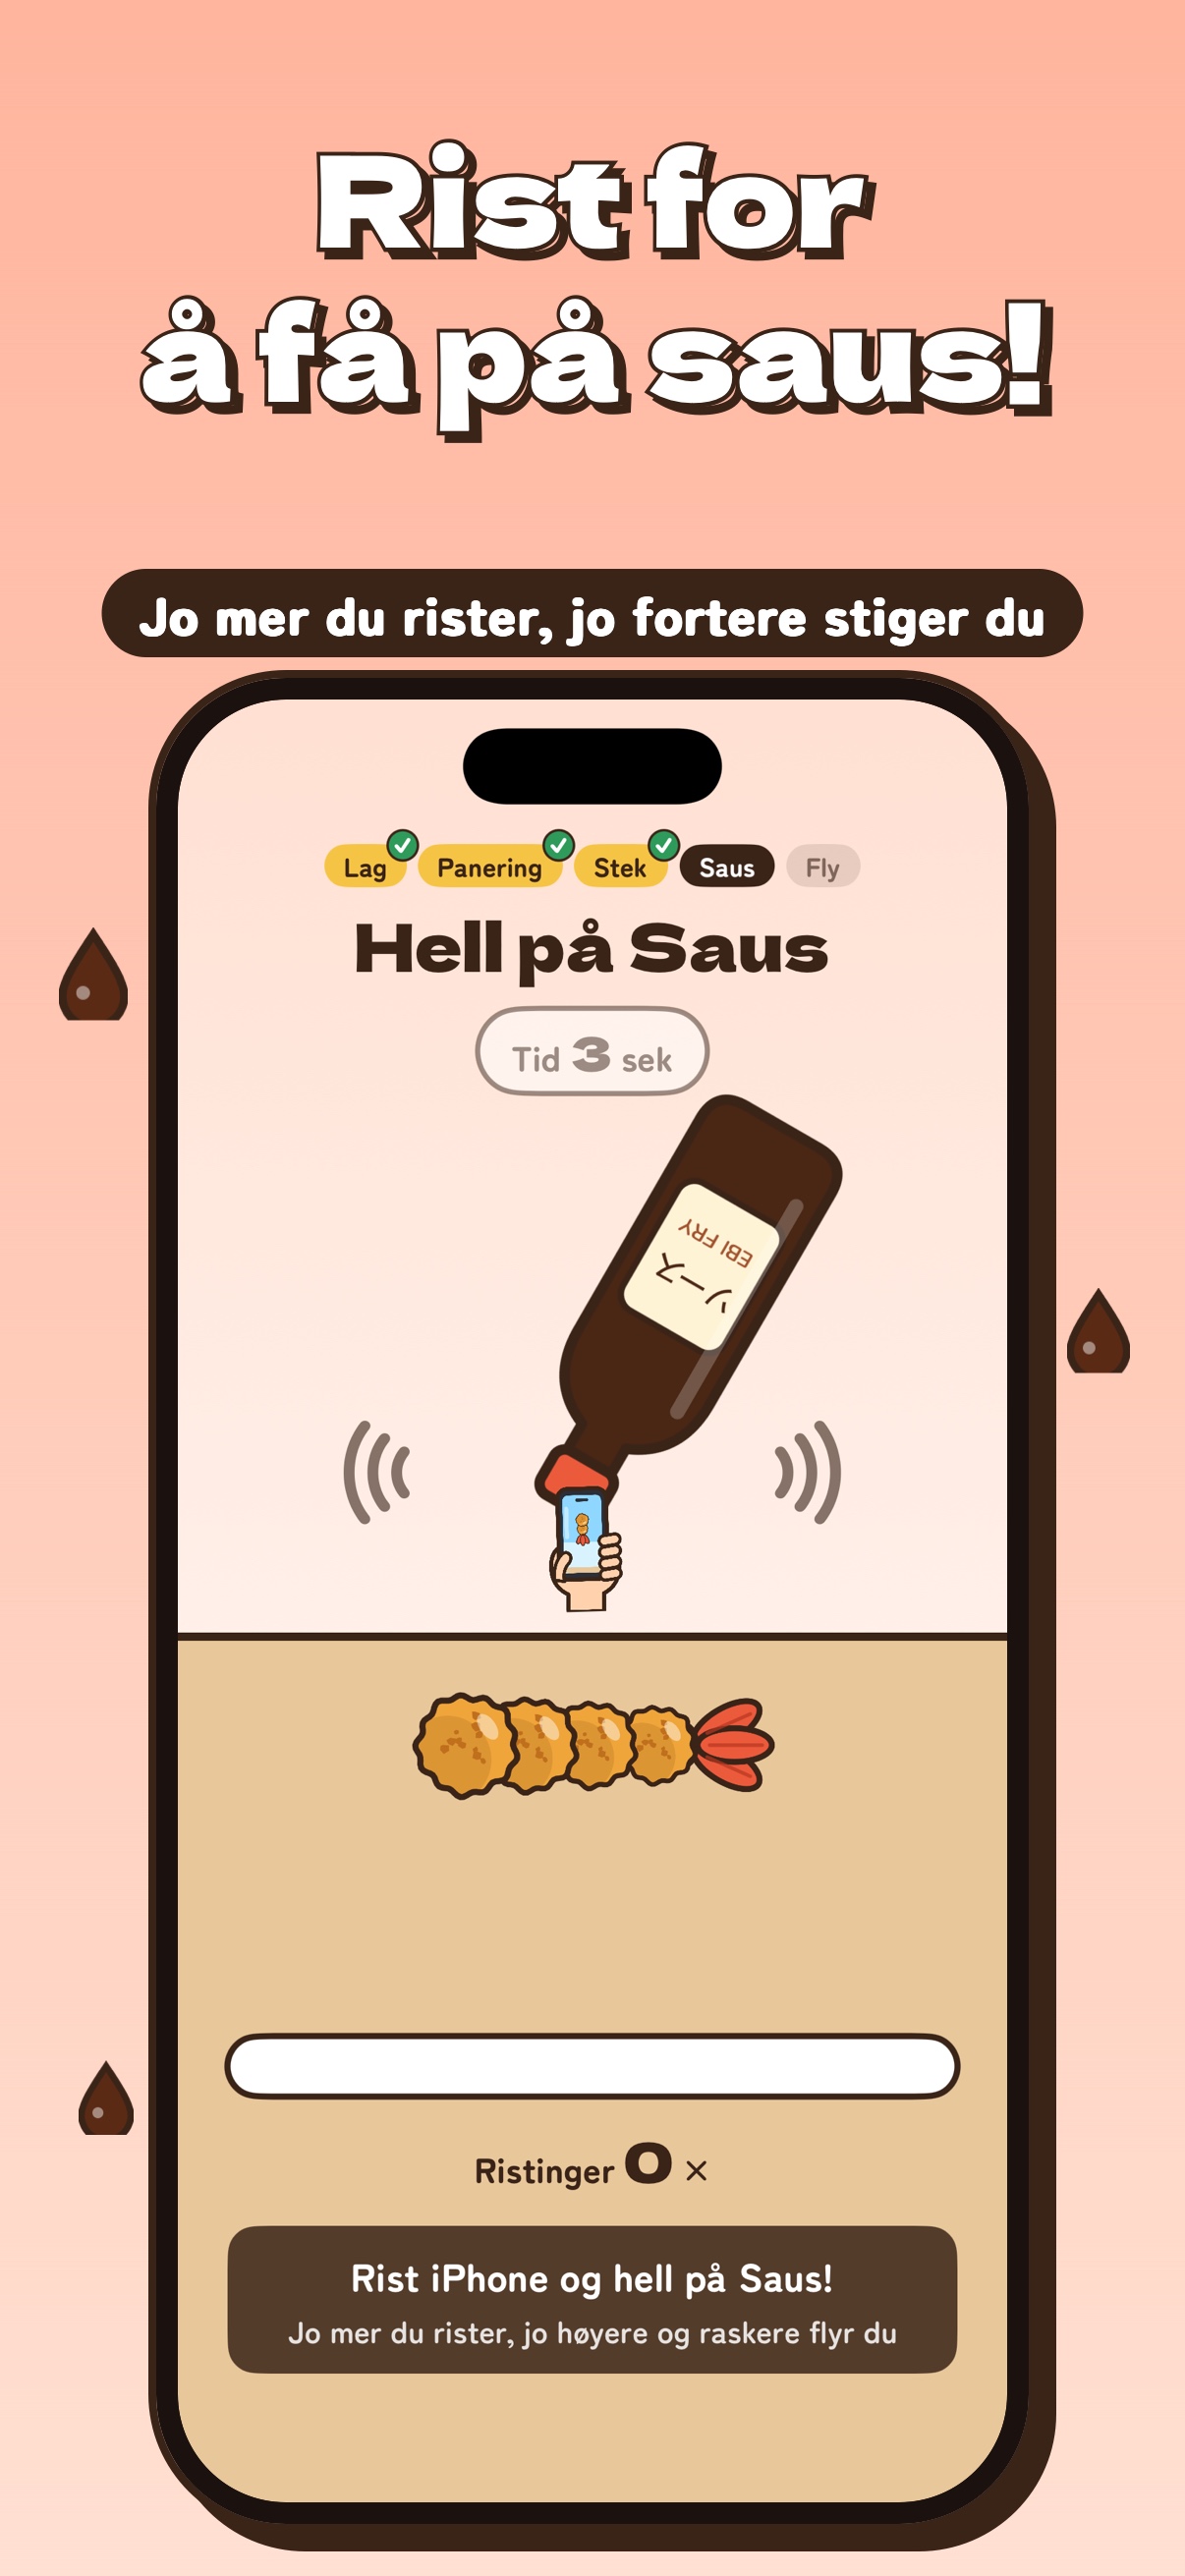 Rist for
å få på saus!
Jo mer du rister, jo fortere stiger du
Lag Panering Stek Saus Fly
Hell på Saus
Tid 3 sek
ソース
EBI FRY
Ristinger 0 ×
Rist iPhone og hell på Saus!
Jo mer du rister, jo høyere og raskere flyr du